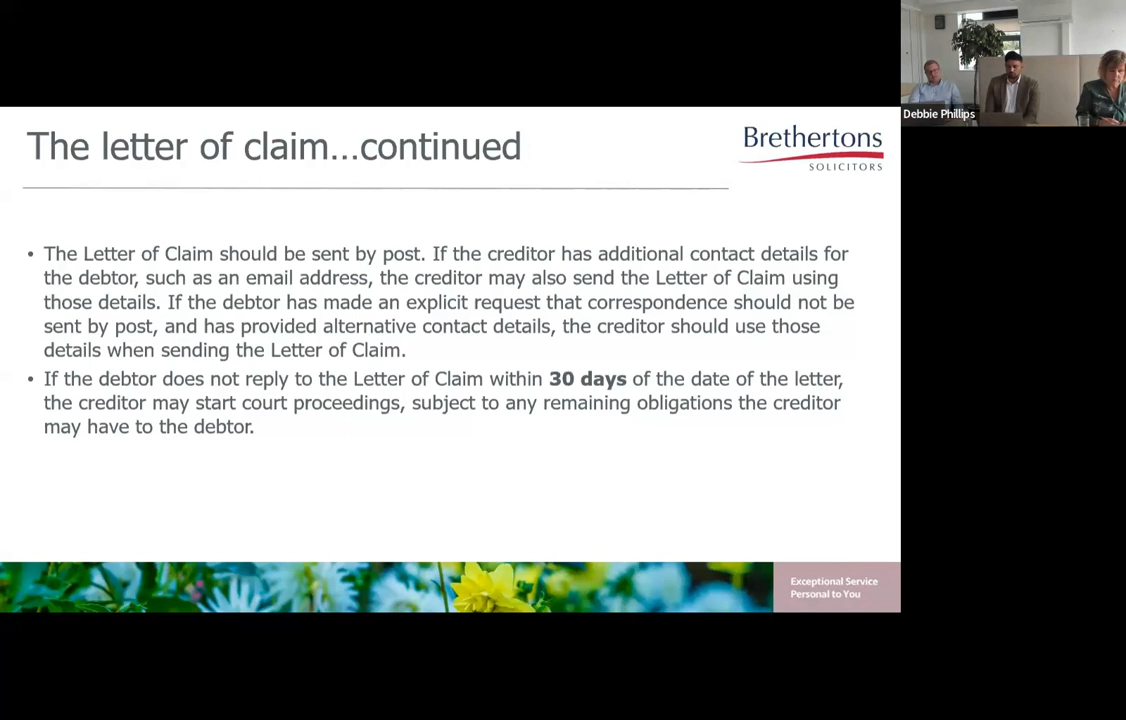 Debbie Phillips
The letter of claim...continued
Brethertons
SOLICITORS
• The Letter of Claim should be sent by post. If the creditor has additional contact details for
the debtor, such as an email address, the creditor may also send the Letter of Claim using
those details. If the debtor has made an explicit request that correspondence should not be
sent by post, and has provided alternative contact details, the creditor should use those
details when sending the Letter of Claim.
• If the debtor does not reply to the Letter of Claim within 30 days of the date of the letter,
the creditor may start court proceedings, subject to any remaining obligations the creditor
may have to the debtor.
Exceptional Service
Personal to You